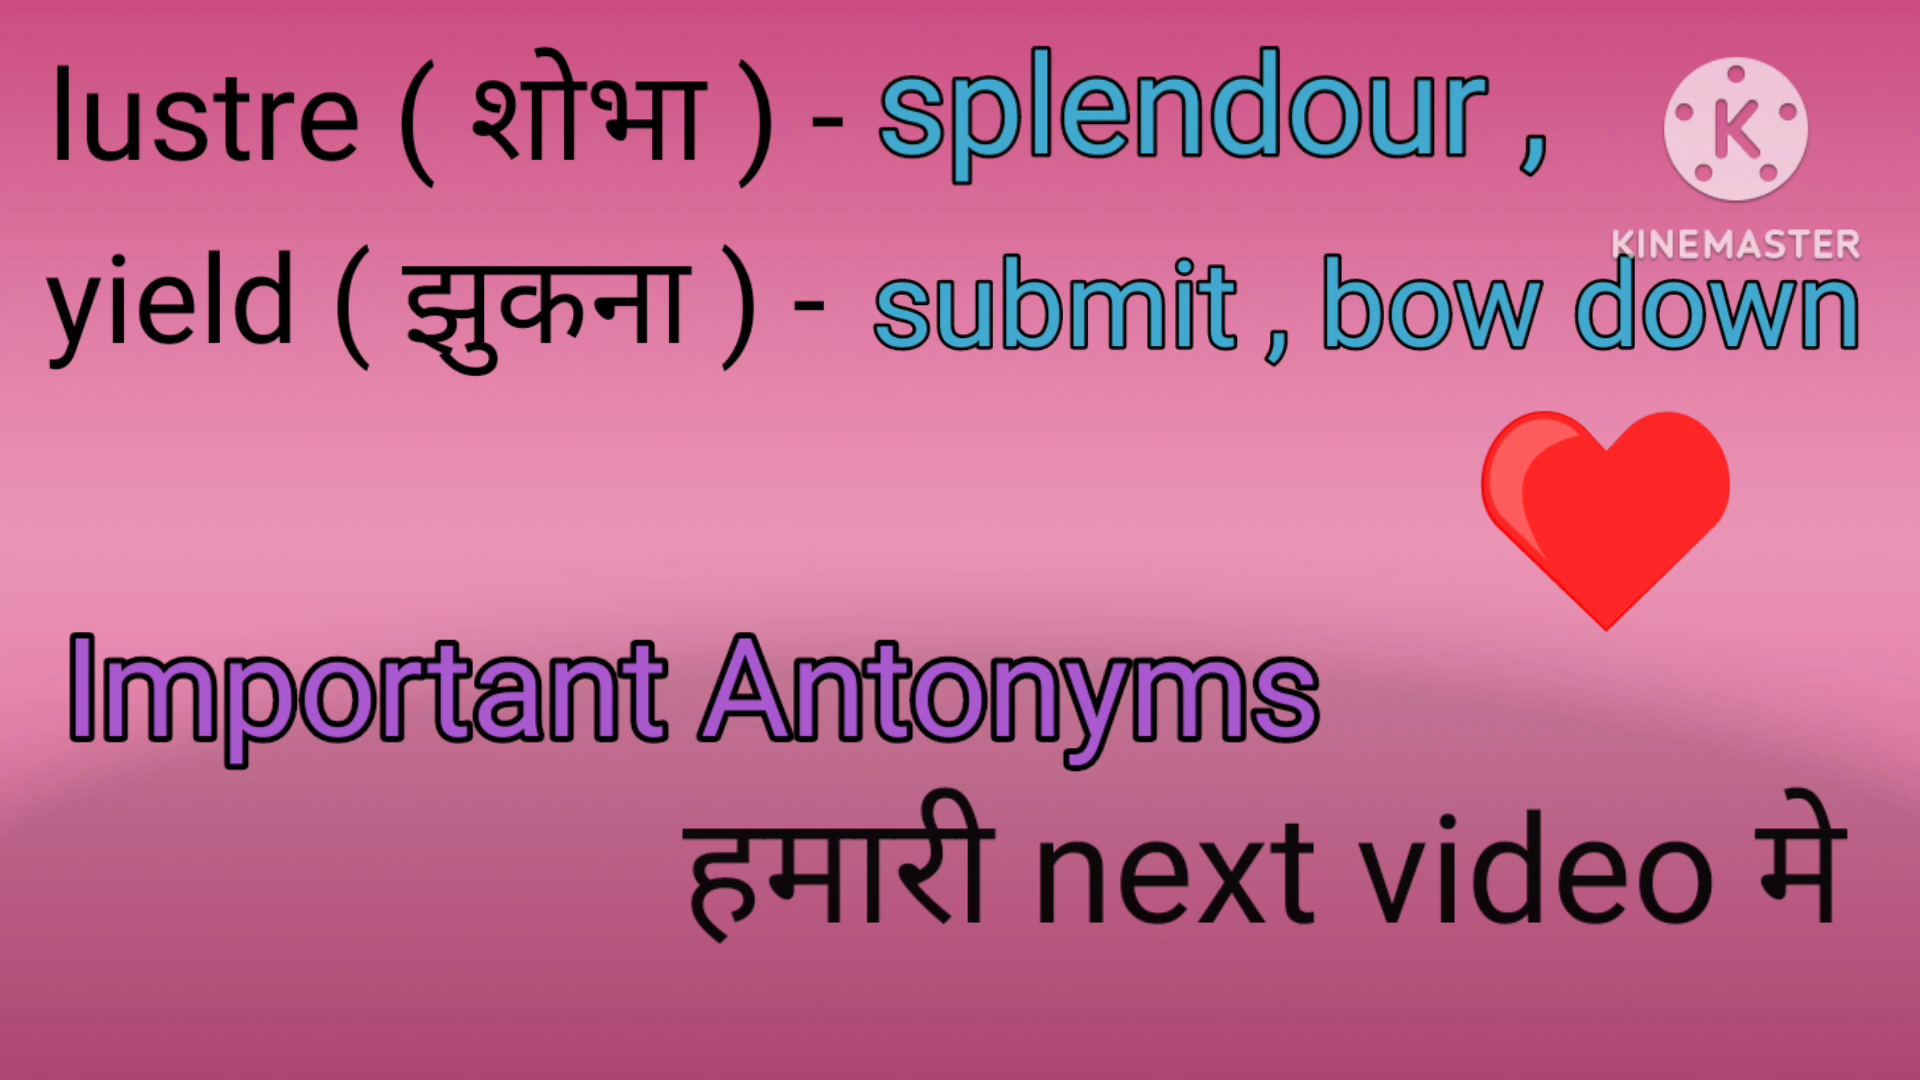 lustre ( शोभा ) - splendour ,
K
KINEMASTER
yield ( झुकना ) - submit , bow down
Important Antonyms
हमारी next video मे